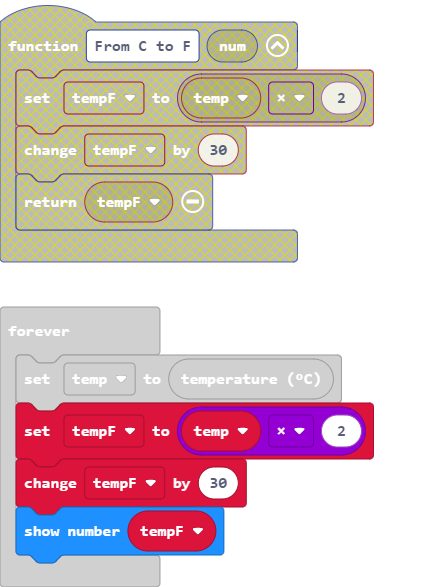 function From C to F num
set tempF to temp × 2
change tempF by 30
return tempF
forever
set temp to temperature (°C)
set tempF to temp × 2
change tempF by 30
show number tempF